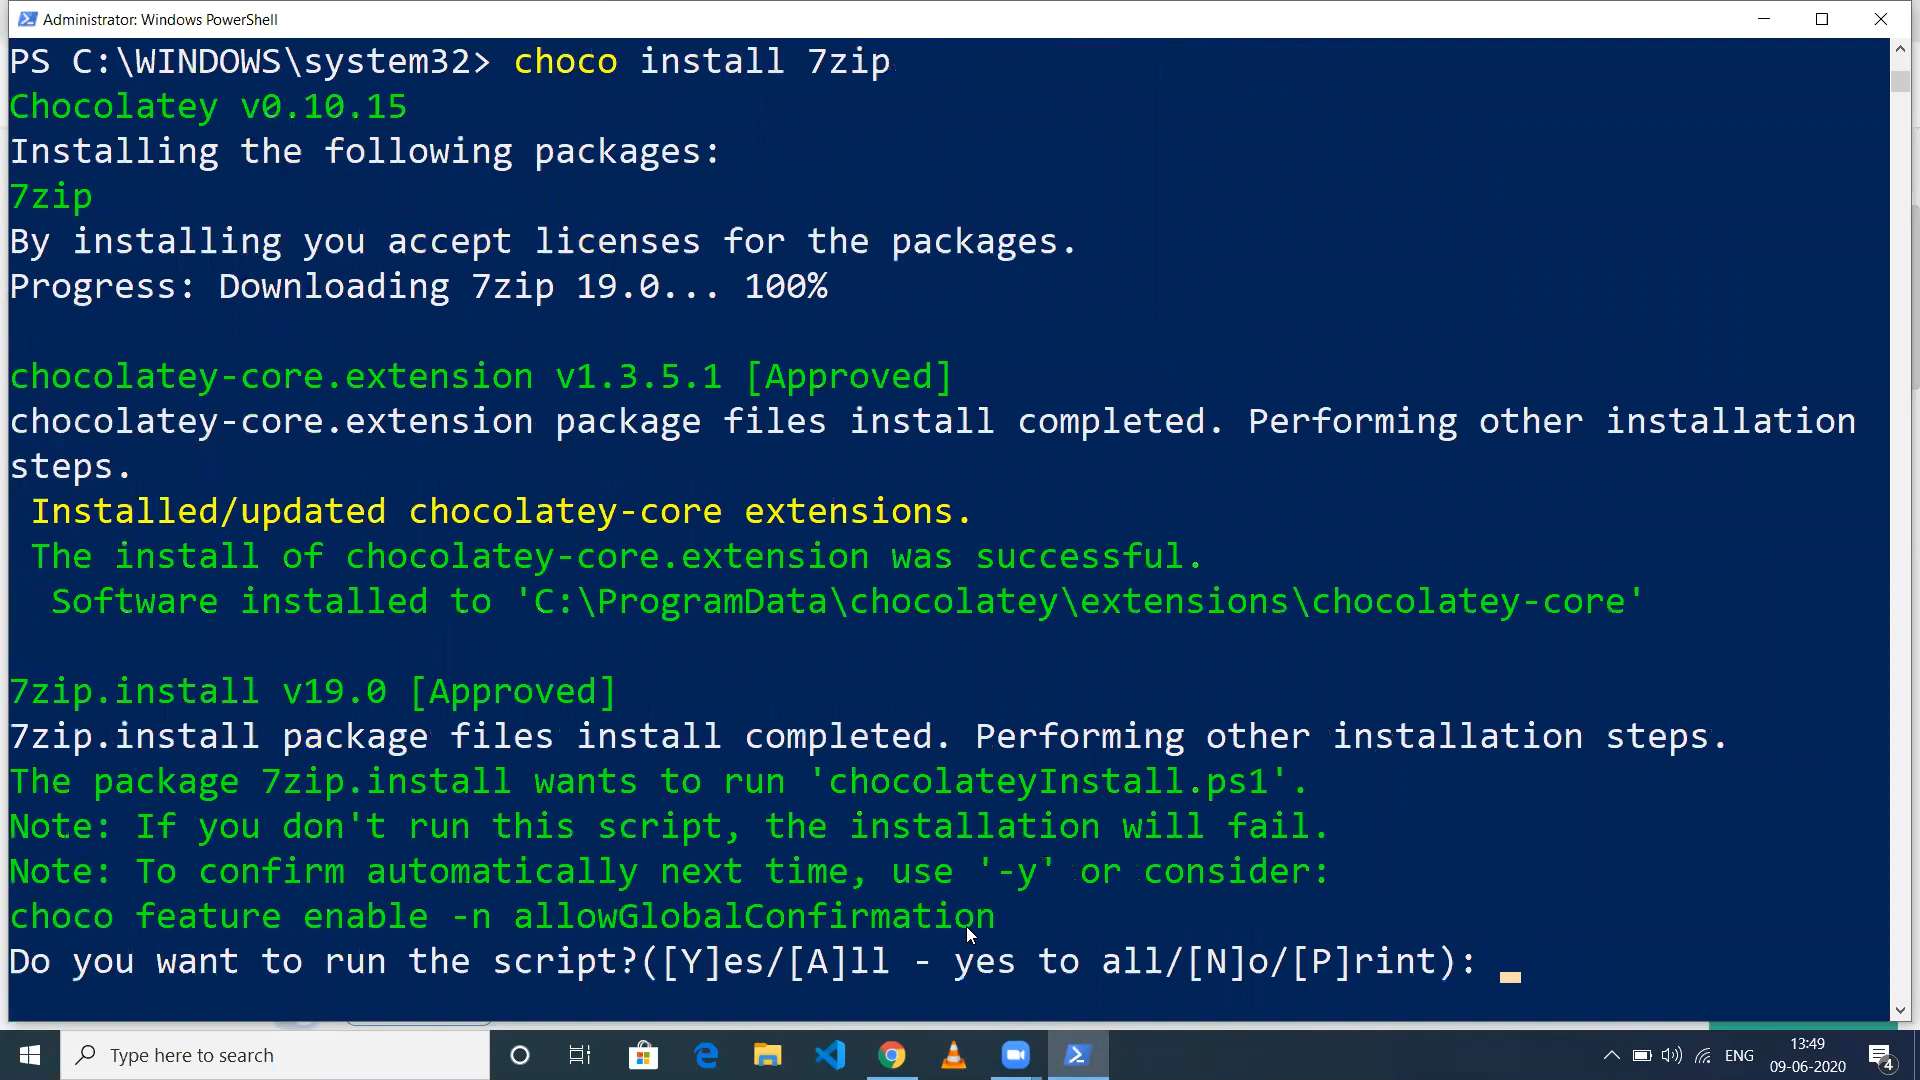 Administrator: Windows PowerShell
PS C:\WINDOWS\system32> choco install 7zip
Chocolatey v0.10.15
Installing the following packages:
7zip
By installing you accept licenses for the packages.
Progress: Downloading 7zip 19.0... 100%
chocolatey-core.extension v1.3.5.1 [Approved]
chocolatey-core.extension package files install completed. Performing other installation
steps.
Installed/updated chocolatey-core extensions.
The install of chocolatey-core.extension was successful.
Software installed to 'C:\ProgramData\chocolatey\extensions\chocolatey-core'
7zip.install v19.0 [Approved]
7zip.install package files install completed. Performing other installation steps.
The package 7zip.install wants to run 'chocolateyInstall.ps1'.
Note: If you don't run this script, the installation will fail.
Note: To confirm automatically next time, use '-y' or consider:
choco feature enable -n allowGlobalConfirmation
Do you want to run the script?([Y]es/[A]ll - yes to all/[N]o/[P]rint):
Type here to search
ENG
13:49
09-06-2020
4